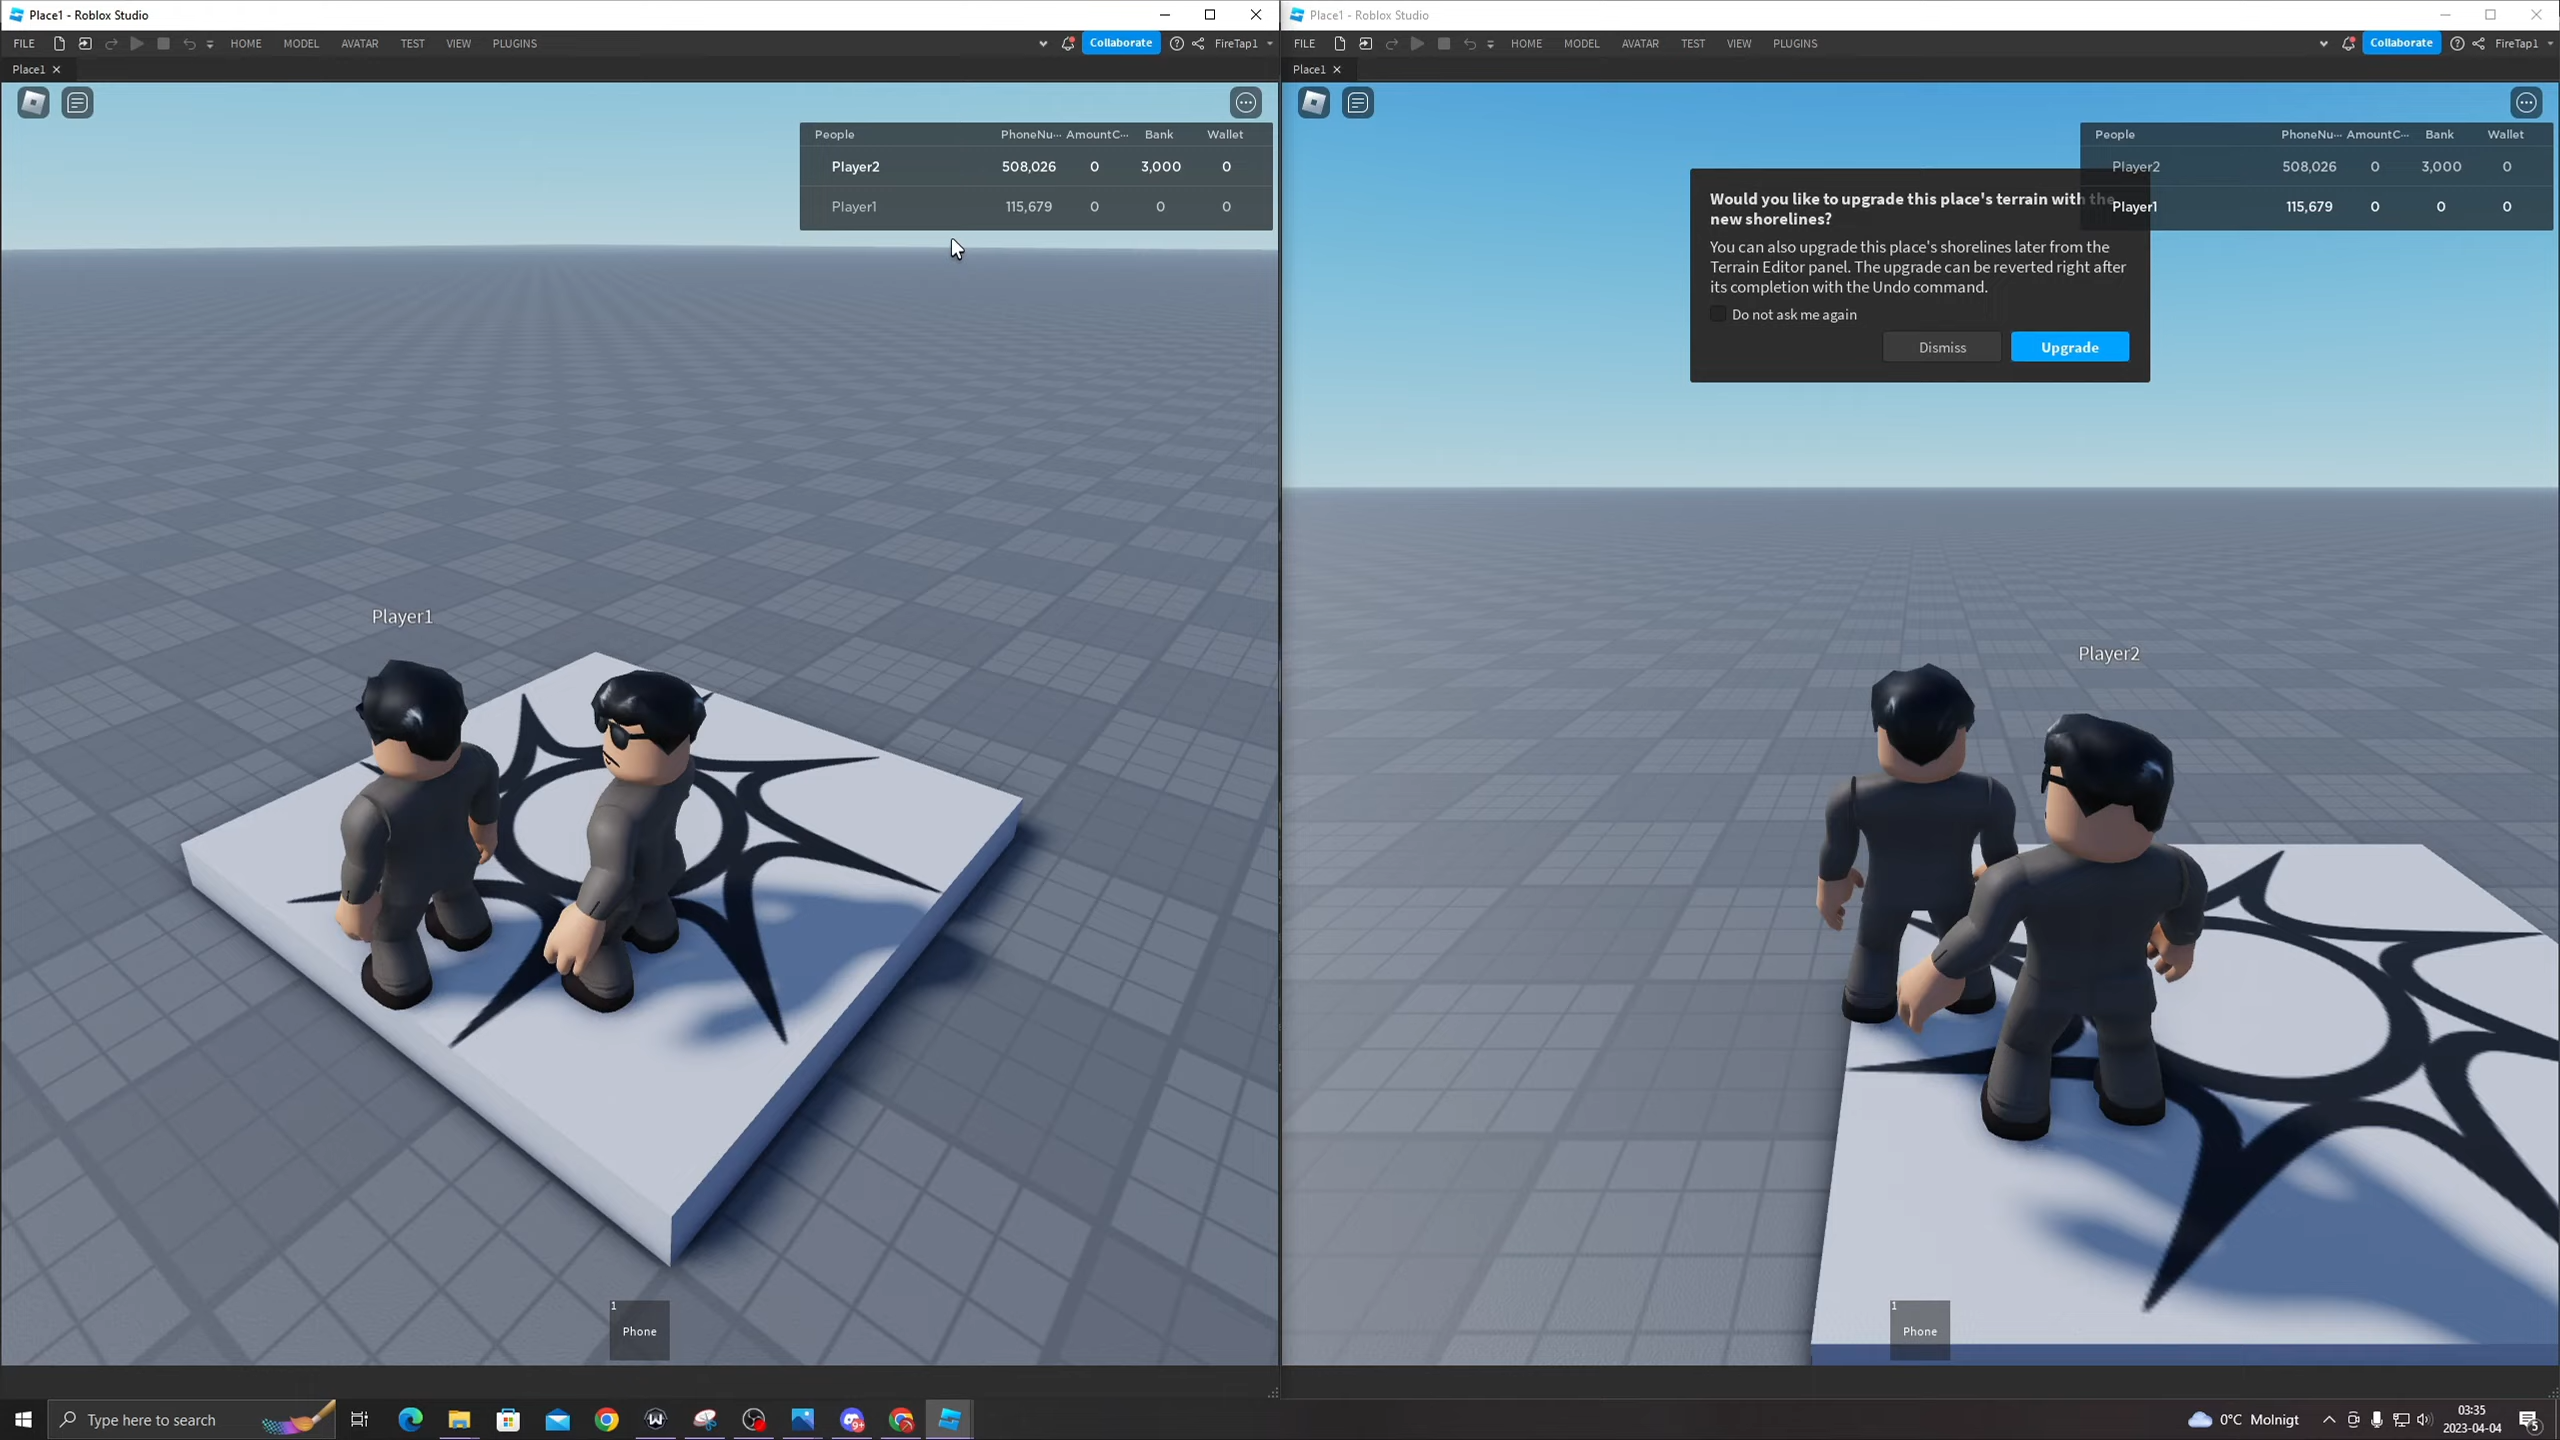 Place1 - Roblox Studio
FILE HOME MODEL AVATAR TEST VIEW PLUGINS Collaborate FireTap1
Place1
People PhoneNu··· AmountC··· Bank Wallet
Player2 508,026 0 3,000 0
Player1 115,679 0 0 0
Player1
1
Phone
Place1 - Roblox Studio
FILE HOME MODEL AVATAR TEST VIEW PLUGINS Collaborate FireTap1
Place1
People PhoneNu··· AmountC··· Bank Wallet
Player2 508,026 0 3,000 0
Player1 115,679 0 0 0
Would you like to upgrade this place's terrain with the
new shorelines?
You can also upgrade this place's shorelines later from the
Terrain Editor panel. The upgrade can be reverted right after
its completion with the Undo command.
Do not ask me again
Dismiss Upgrade
Player2
1
Phone
Type here to search
9+
0°C Molnigt
03:35
2023-04-04
5